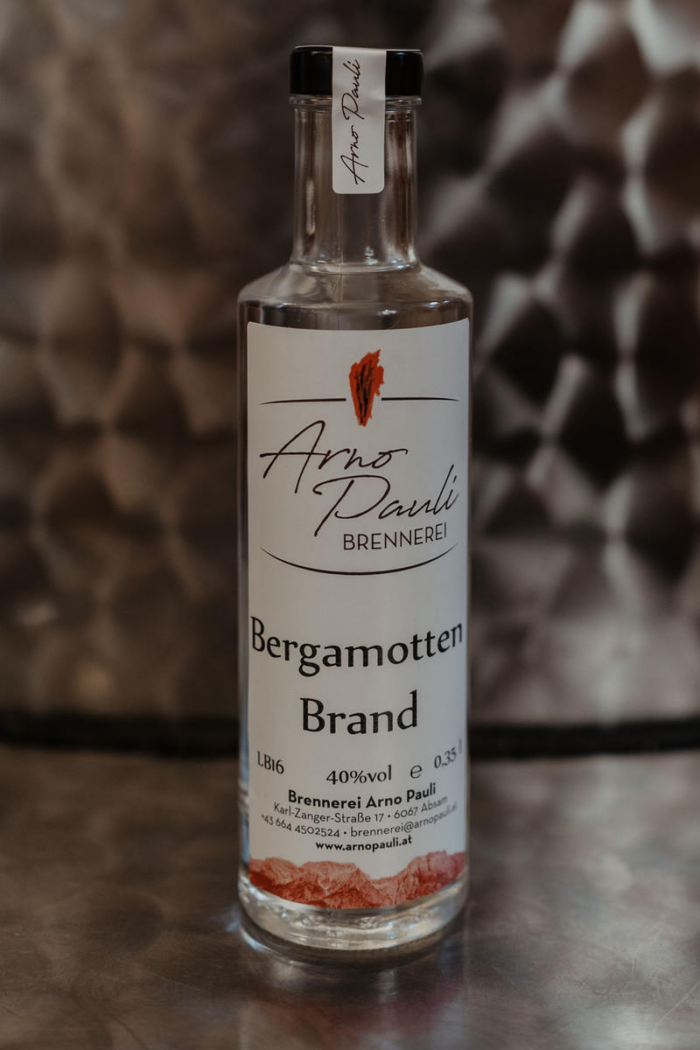 Arno Pauli
Arno
Pauli
BRENNEREI
Bergamotten
Brand
LB16 40%vol e 0.35 l
Brennerei Arno Pauli
Karl-Zanger-Straße 17 • 6067 Absam
+43 664 4502524 • brennerei@arnopauli.at
www.arnopauli.at